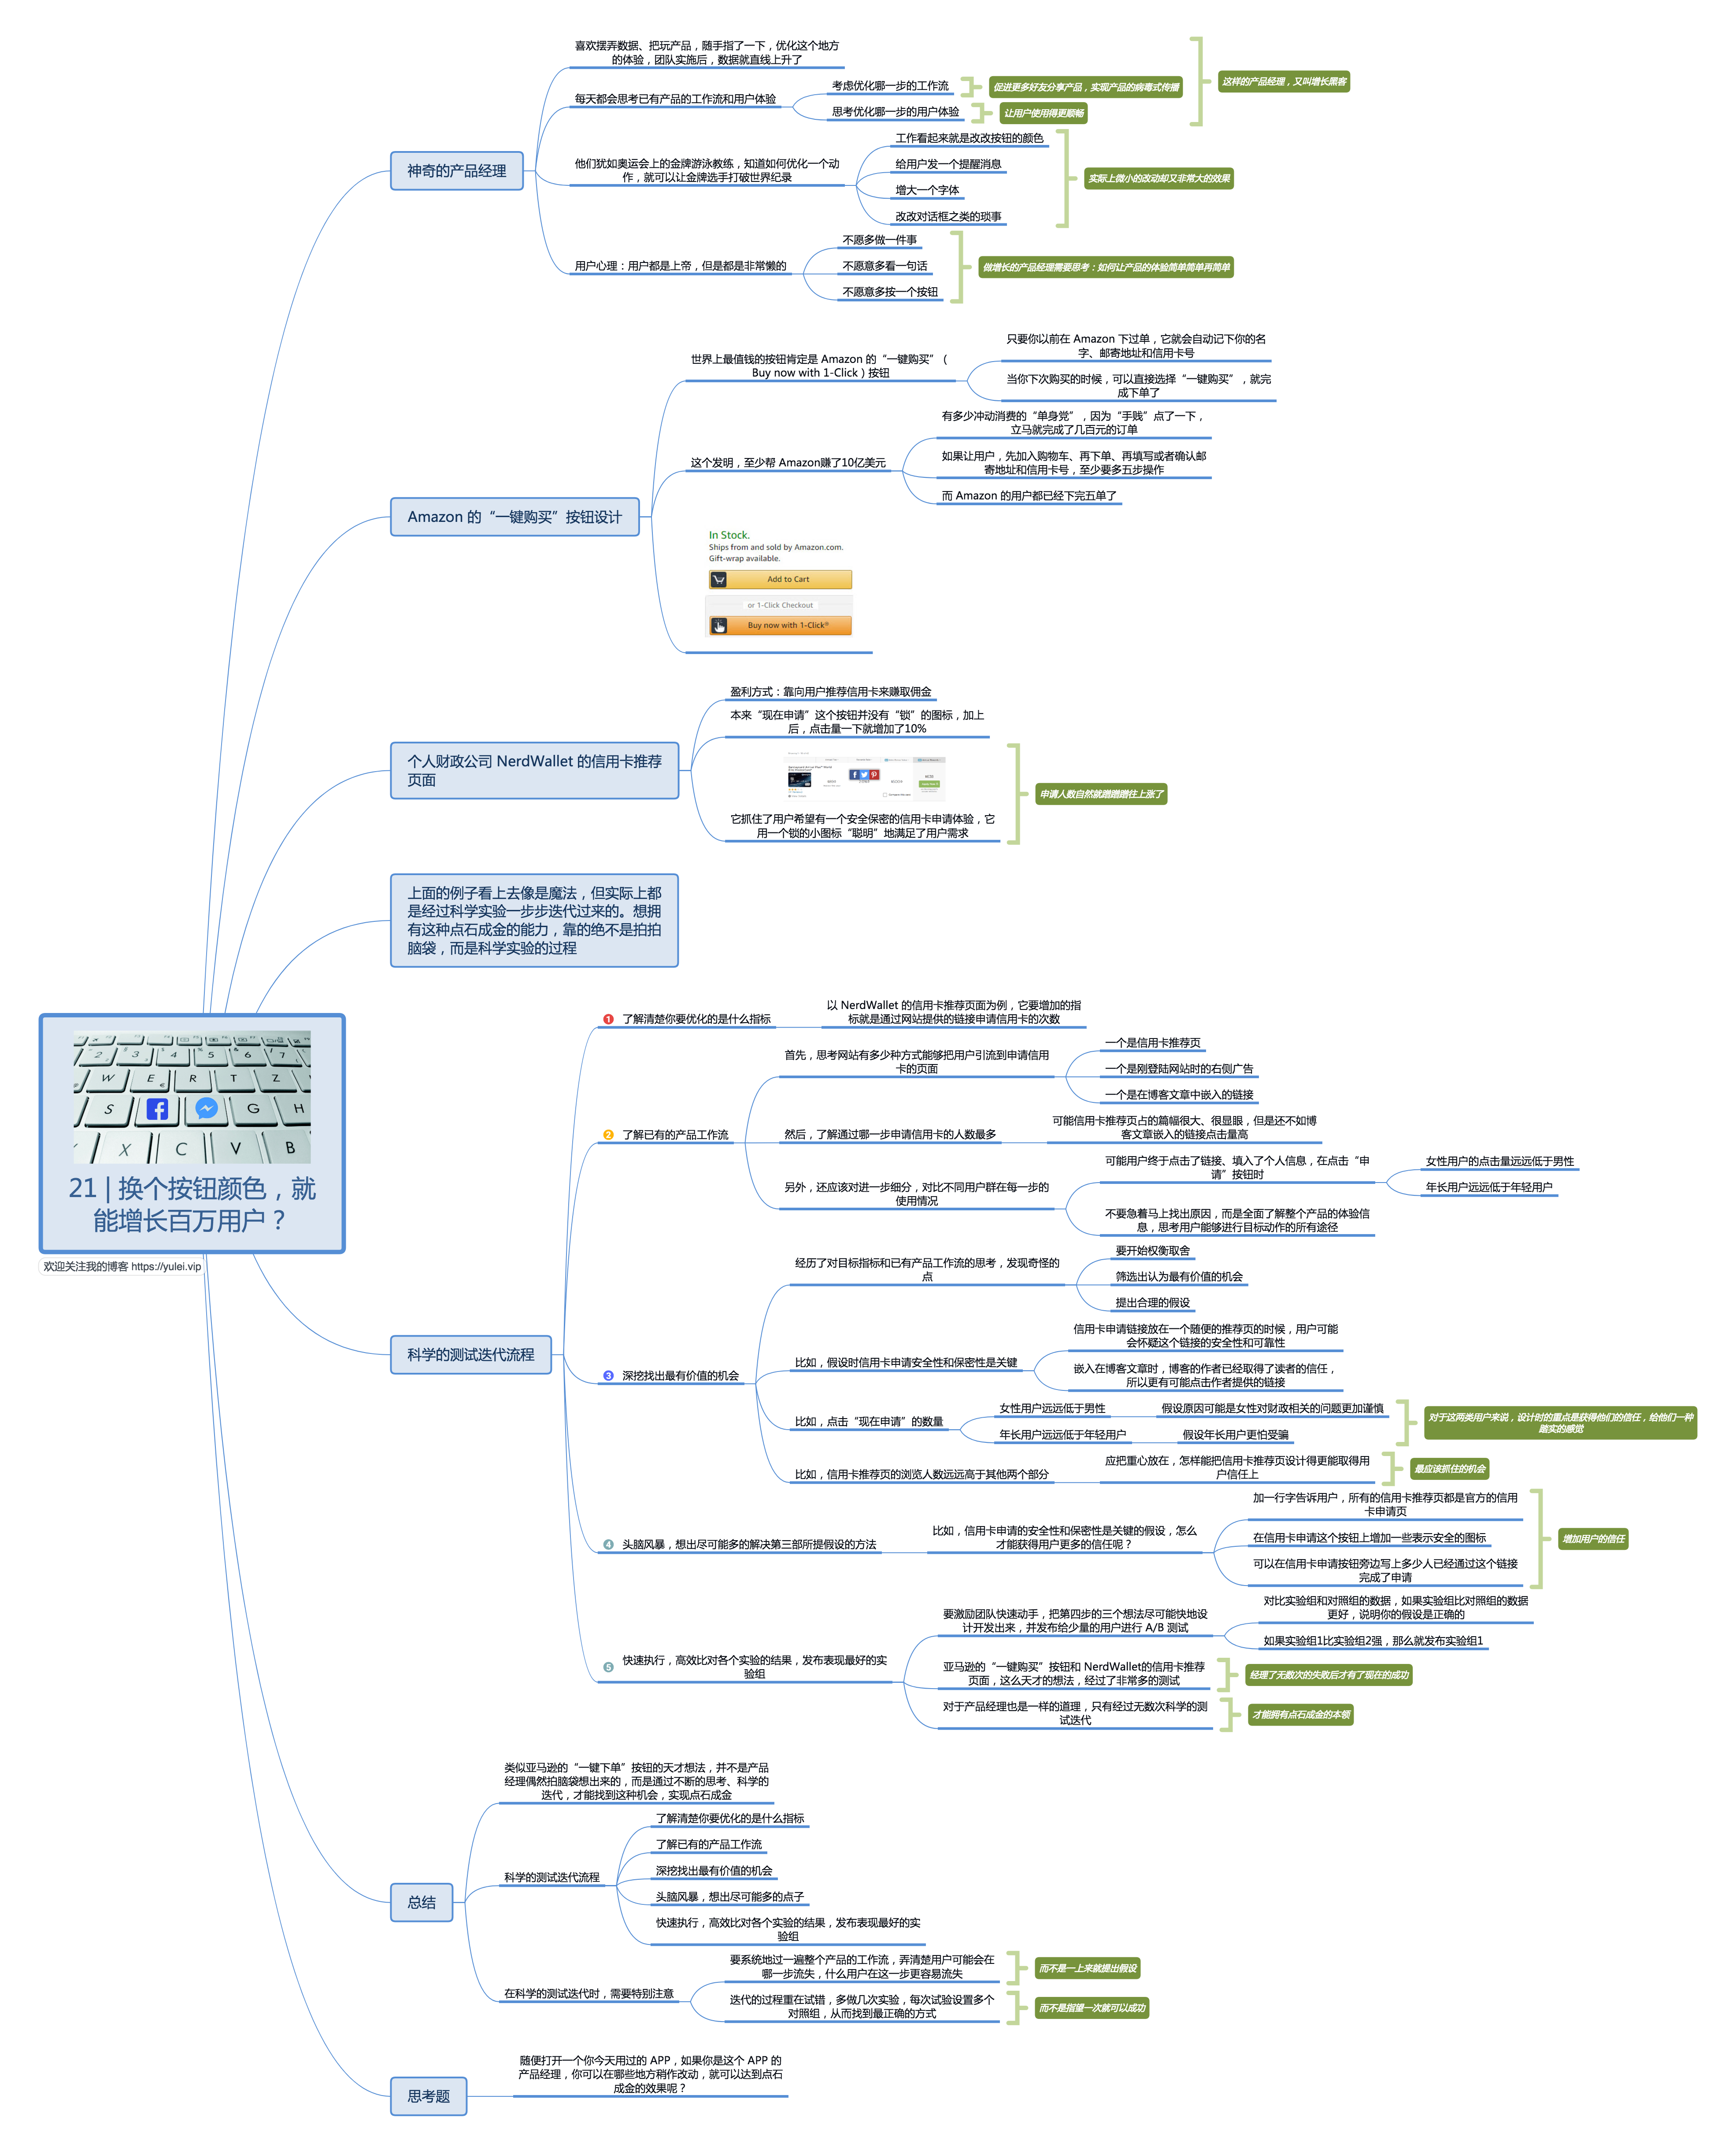 喜欢摆弄数据、把玩产品，随手指了一下，优化这个地方
的体验，团队实施后，数据就直线上升了
每天都会思考已有产品的工作流和用户体验
考虑优化哪一步的工作流
促进更多好友分享产品，实现产品的病毒式传播
思考优化哪一步的用户体验
让用户使用得更顺畅
这样的产品经理，又叫增长黑客
神奇的产品经理
他们犹如奥运会上的金牌游泳教练，知道如何优化一个动
作，就可以让金牌选手打破世界纪录
工作看起来就是改改按钮的颜色
给用户发一个提醒消息
增大一个字体
改改对话框之类的琐事
实际上微小的改动却又非常大的效果
用户心理：用户都是上帝，但是都是非常懒的
不愿多做一件事
不愿意多看一句话
不愿意多按一个按钮
做增长的产品经理需要思考：如何让产品的体验简单简单再简单
Amazon 的“一键购买”按钮设计
世界上最值钱的按钮肯定是 Amazon 的“一键购买”（
Buy now with 1-Click ) 按钮
只要你以前在 Amazon 下过单，它就会自动记下你的名
字、邮寄地址和信用卡号
当你下次购买的时候，可以直接选择“一键购买”，就完
成下单了
这个发明，至少帮 Amazon赚了10亿美元
有多少冲动消费的“单身党”，因为“手贱”点了一下，
立马就完成了几百元的订单
如果让用户，先加入购物车、再下单、再填写或者确认邮
寄地址和信用卡号，至少要多五步操作
而 Amazon 的用户都已经下完五单了
In Stock.
Ships from and sold by Amazon.com.
Gift-wrap available.
Add to Cart
or 1-Click Checkout
Buy now with 1-Click®
个人财政公司 NerdWallet 的信用卡推荐
页面
盈利方式：靠向用户推荐信用卡来赚取佣金
本来“现在申请”这个按钮并没有“锁”的图标，加上
后，点击量一下就增加了10%
它抓住了用户希望有一个安全保密的信用卡申请体验，它
用一个锁的小图标“聪明”地满足了用户需求
申请人数自然就蹭蹭蹭往上涨了
上面的例子看上去像是魔法，但实际上都
是经过科学实验一步步迭代过来的。想拥
有这种点石成金的能力，靠的绝不是拍拍
脑袋，而是科学实验的过程
2 3 4 5 6 7
W E R T Z
S G H
X C V B
21 | 换个按钮颜色，就
能增长百万用户？
欢迎关注我的博客 https://yulei.vip
科学的测试迭代流程
1 了解清楚你要优化的是什么指标
以 NerdWallet 的信用卡推荐页面为例，它要增加的指
标就是通过网站提供的链接申请信用卡的次数
2 了解已有的产品工作流
首先，思考网站有多少种方式能够把用户引流到申请信用
卡的页面
一个是信用卡推荐页
一个是刚登陆网站时的右侧广告
一个是在博客文章中嵌入的链接
然后，了解通过哪一步申请信用卡的人数最多
可能信用卡推荐页占的篇幅很大、很显眼，但是还不如博
客文章嵌入的链接点击量高
另外，还应该对进一步细分，对比不同用户群在每一步的
使用情况
可能用户终于点击了链接、填入了个人信息，在点击“申
请”按钮时
女性用户的点击量远远低于男性
年长用户远远低于年轻用户
不要急着马上找出原因，而是全面了解整个产品的体验信
息，思考用户能够进行目标动作的所有途径
3 深挖找出最有价值的机会
经历了对目标指标和已有产品工作流的思考，发现奇怪的
点
要开始权衡取舍
筛选出认为最有价值的机会
提出合理的假设
比如，假设时信用卡申请安全性和保密性是关键
信用卡申请链接放在一个随便的推荐页的时候，用户可能
会怀疑这个链接的安全性和可靠性
嵌入在博客文章时，博客的作者已经取得了读者的信任，
所以更有可能点击作者提供的链接
比如，点击“现在申请”的数量
女性用户远远低于男性
假设原因可能是女性对财政相关的问题更加谨慎
年长用户远远低于年轻用户
假设年长用户更怕受骗
对于这两类用户来说，设计时的重点是获得他们的信任，给他们一种
踏实的感觉
比如，信用卡推荐页的浏览人数远远高于其他两个部分
应把重心放在，怎样能把信用卡推荐页设计得更能取得用
户信任上
最应该抓住的机会
4 头脑风暴，想出尽可能多的解决第三部所提假设的方法
比如，信用卡申请的安全性和保密性是关键的假设，怎么
才能获得用户更多的信任呢？
加一行字告诉用户，所有的信用卡推荐页都是官方的信用
卡申请页
在信用卡申请这个按钮上增加一些表示安全的图标
可以在信用卡申请按钮旁边写上多少人已经通过这个链接
完成了申请
增加用户的信任
5 快速执行，高效比对各个实验的结果，发布表现最好的实
验组
要激励团队快速动手，把第四步的三个想法尽可能快地设
计开发出来，并发布给少量的用户进行 A/B 测试
对比实验组和对照组的数据，如果实验组比对照组的数据
更好，说明你的假设是正确的
如果实验组1比实验组2强，那么就发布实验组1
亚马逊的“一键购买”按钮和 NerdWallet的信用卡推荐
页面，这么天才的想法，经过了非常多的测试
经理了无数次的失败后才有了现在的成功
对于产品经理也是一样的道理，只有经过无数次科学的测
试迭代
才能拥有点石成金的本领
总结
类似亚马逊的“一键下单”按钮的天才想法，并不是产品
经理偶然拍脑袋想出来的，而是通过不断的思考、科学的
迭代，才能找到这种机会，实现点石成金
科学的测试迭代流程
了解清楚你要优化的是什么指标
了解已有的产品工作流
深挖找出最有价值的机会
头脑风暴，想出尽可能多的点子
快速执行，高效比对各个实验的结果，发布表现最好的实
验组
在科学的测试迭代时，需要特别注意
要系统地过一遍整个产品的工作流，弄清楚用户可能会在
哪一步流失，什么用户在这一步更容易流失
而不是一上来就提出假设
迭代的过程重在试错，多做几次实验，每次试验设置多个
对照组，从而找到最正确的方式
而不是指望一次就可以成功
思考题
随便打开一个你今天用过的 APP，如果你是这个 APP 的
产品经理，你可以在哪些地方稍作改动，就可以达到点石
成金的效果呢？